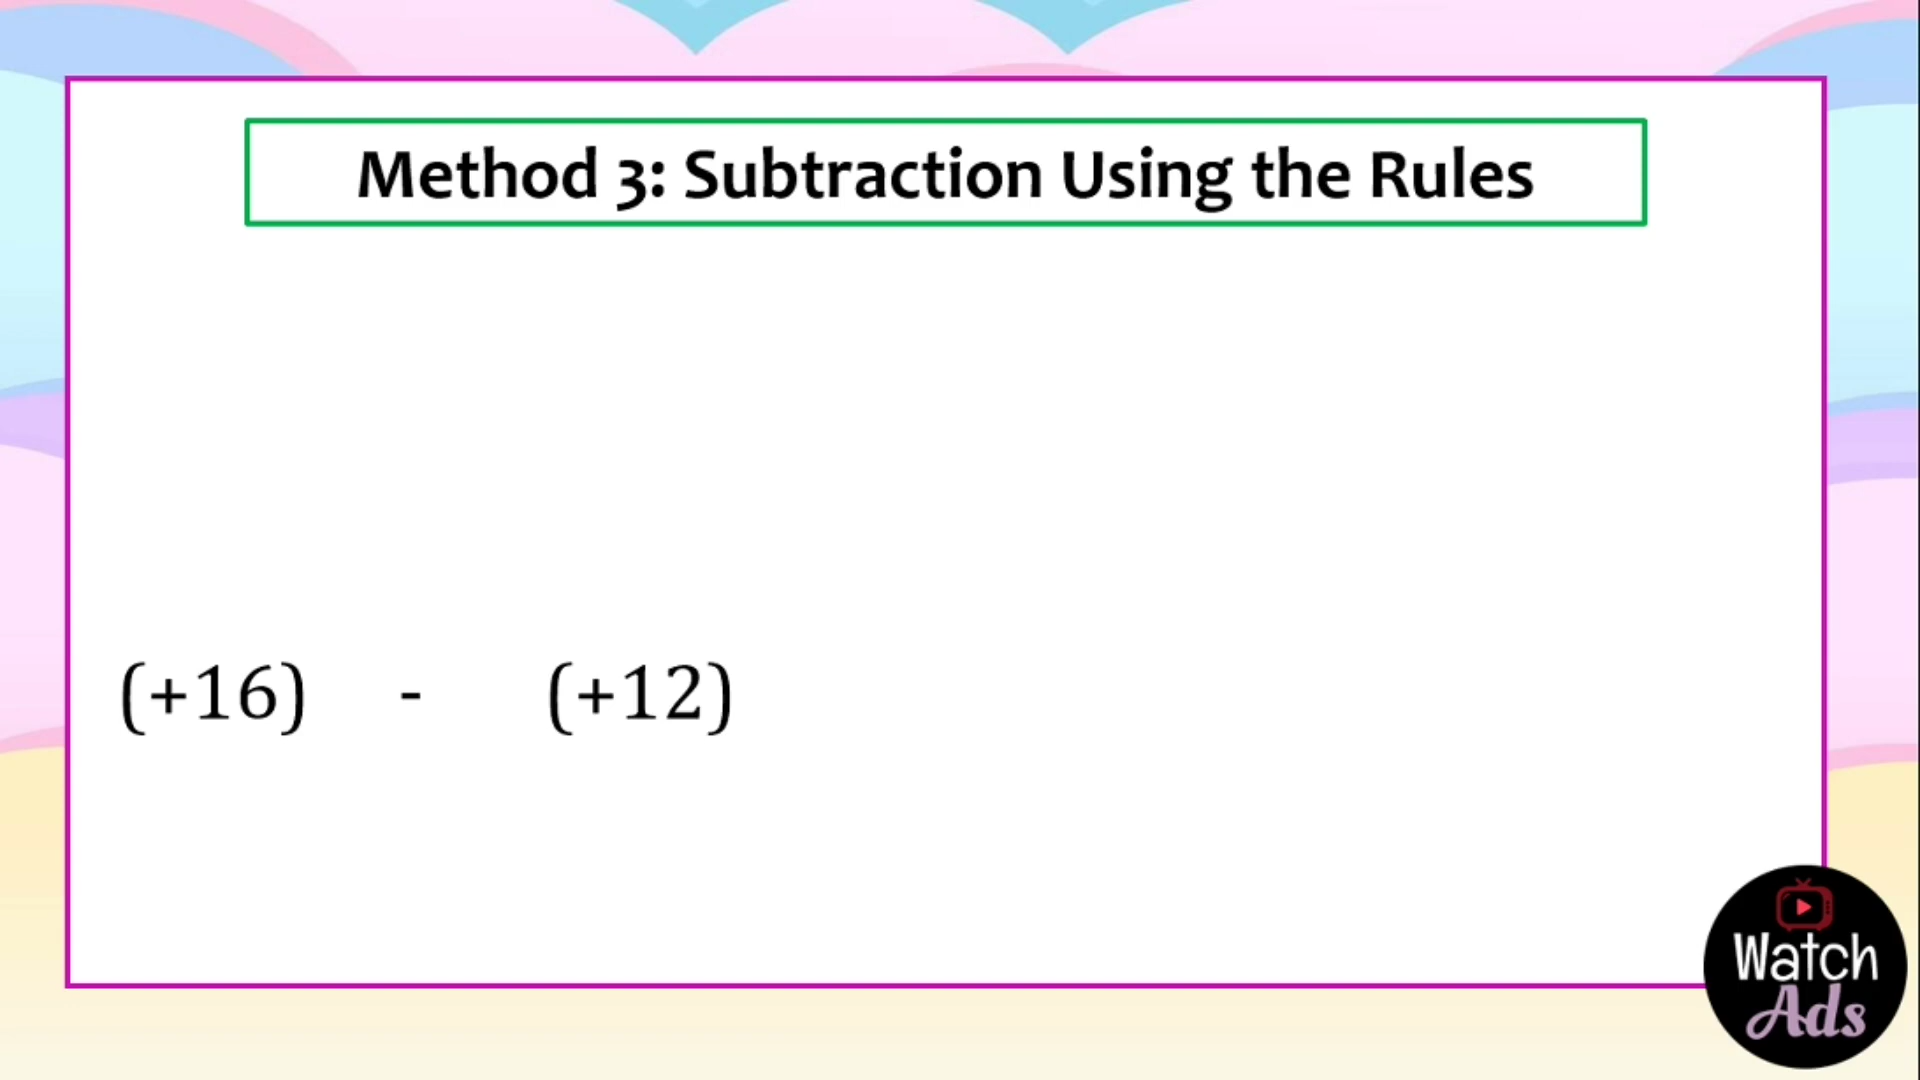 Method 3: Subtraction Using the Rules
(+16) - (+12)
Watch
Ads